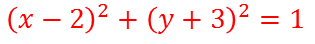 (x − 2)² + (y + 3)² = 1